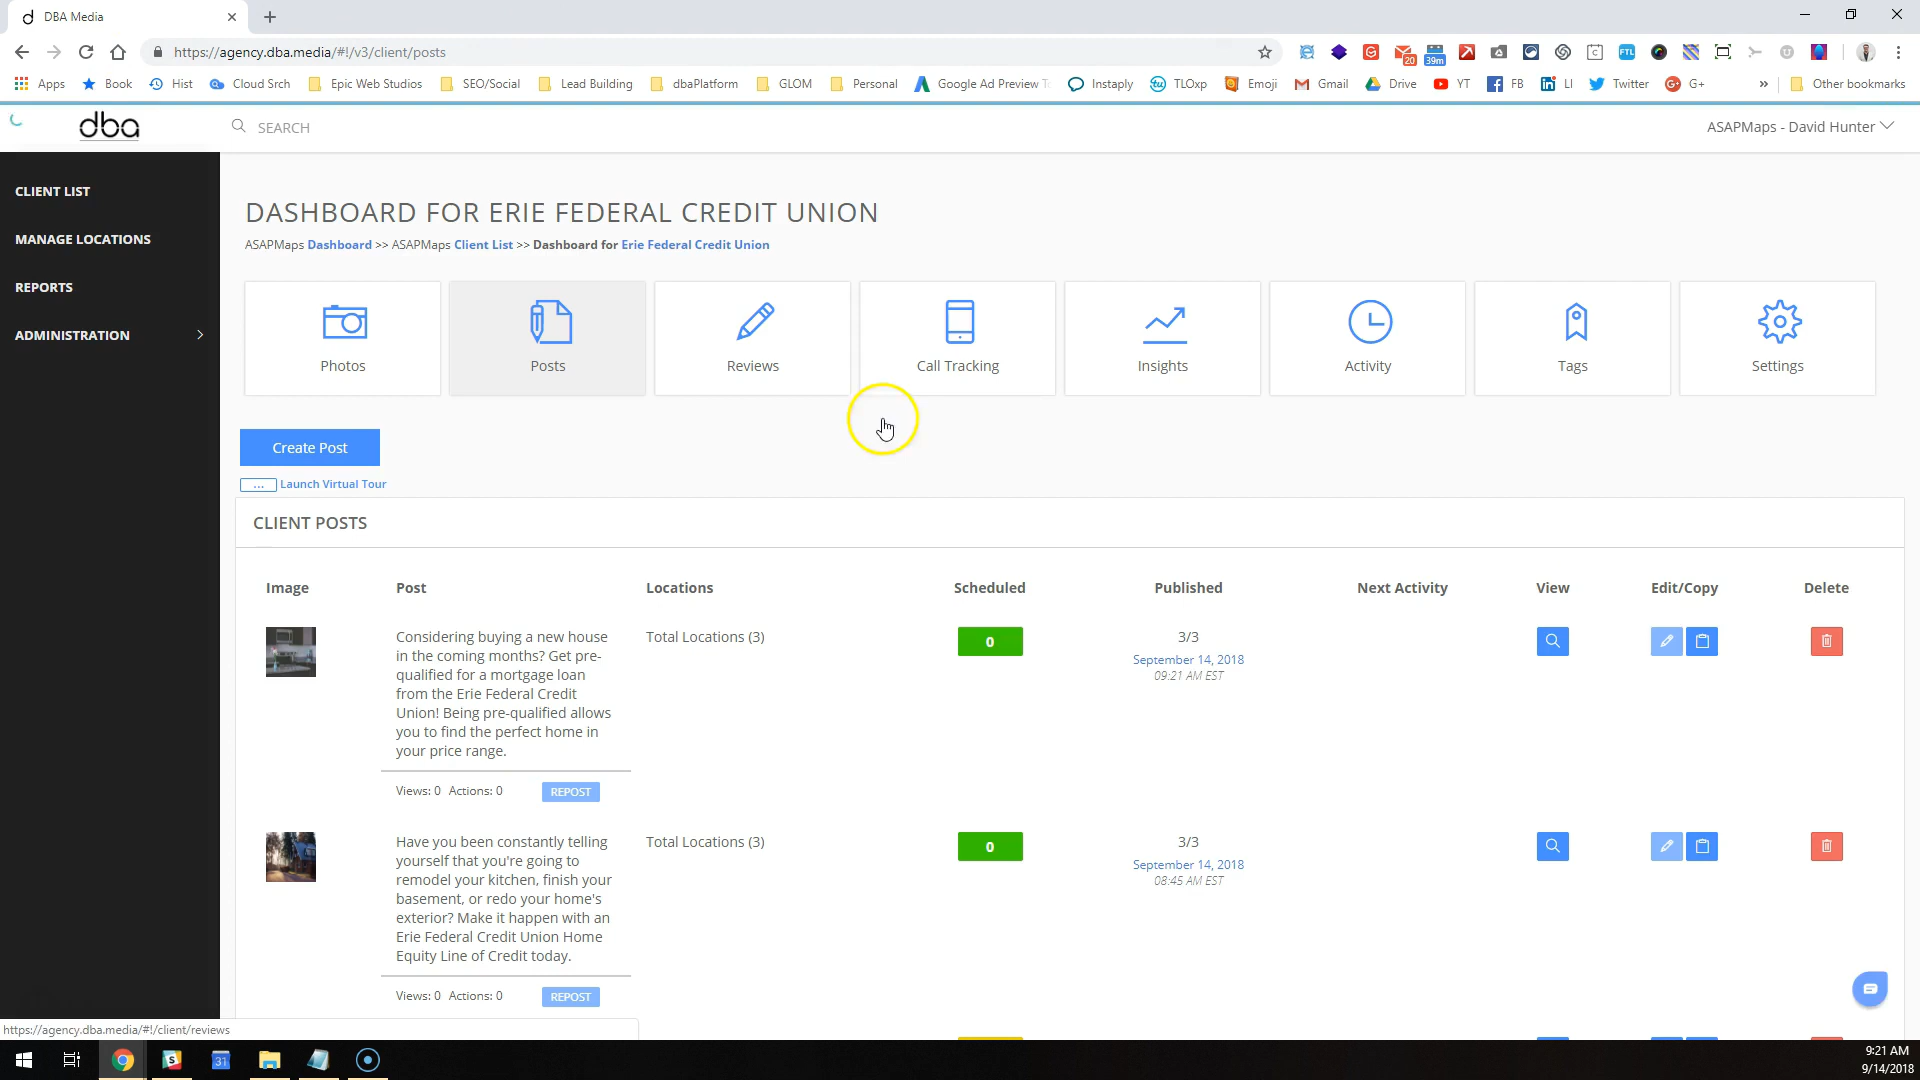 DBA Media
https://agency.dba.media/#!/v3/client/posts
20
39m
FTL
Apps
Book
Hist
Cloud Srch
Epic Web Studios
SEO/Social
Lead Building
dbaPlatform
GLOM
Personal
Google Ad Preview T
Instaply
TLOxp
Emoji
Gmail
Drive
YT
FB
LI
Twitter
G+
»
Other bookmarks
dba
SEARCH
ASAPMaps - David Hunter
CLIENT LIST
MANAGE LOCATIONS
REPORTS
ADMINISTRATION
DASHBOARD FOR ERIE FEDERAL CREDIT UNION
ASAPMaps Dashboard >> ASAPMaps Client List >> Dashboard for Erie Federal Credit Union
Photos
Posts
Reviews
Call Tracking
Insights
Activity
Tags
Settings
Create Post
... Launch Virtual Tour
CLIENT POSTS
Image Post Locations Scheduled Published Next Activity View Edit/Copy Delete
Considering buying a new house
in the coming months? Get pre-
qualified for a mortgage loan
from the Erie Federal Credit
Union! Being pre-qualified allows
you to find the perfect home in
your price range.
Total Locations (3)
0
3/3
September 14, 2018
09:21 AM EST
Views: 0 Actions: 0 REPOST
Have you been constantly telling
yourself that you're going to
remodel your kitchen, finish your
basement, or redo your home's
exterior? Make it happen with an
Erie Federal Credit Union Home
Equity Line of Credit today.
Total Locations (3)
0
3/3
September 14, 2018
08:45 AM EST
Views: 0 Actions: 0 REPOST
https://agency.dba.media/#!/client/reviews
31
9:21 AM
9/14/2018